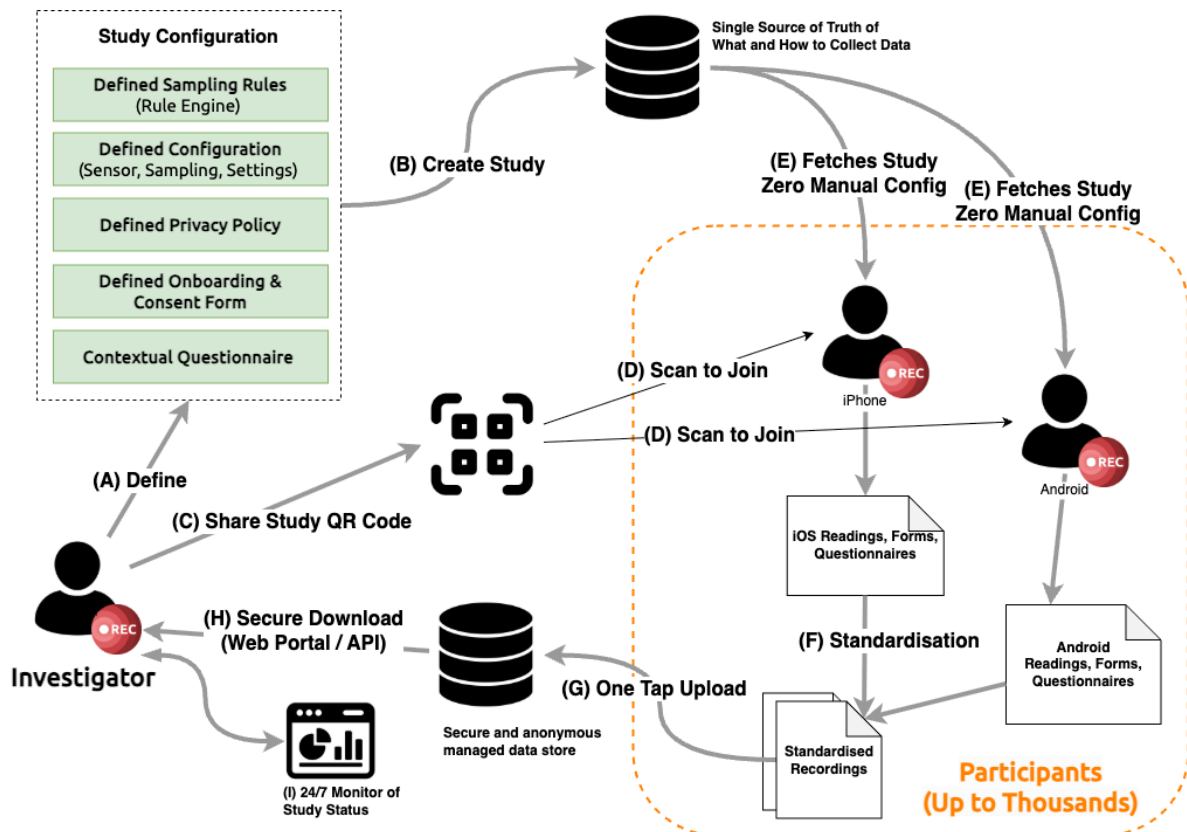 Study Configuration
Defined Sampling Rules
(Rule Engine)
Defined Configuration
(Sensor, Sampling, Settings)
Defined Privacy Policy
Defined Onboarding &
Consent Form
Contextual Questionnaire
Single Source of Truth of
What and How to Collect Data
(B) Create Study
(E) Fetches Study
Zero Manual Config
(E) Fetches Study
Zero Manual Config
(D) Scan to Join
REC
iPhone
(D) Scan to Join
REC
Android
(A) Define
(C) Share Study QR Code
iOS Readings, Forms,
Questionnaires
REC
Investigator
(H) Secure Download
(Web Portal / API)
(F) Standardisation
Android
Readings, Forms,
Questionnaires
(G) One Tap Upload
Secure and anonymous
managed data store
Standardised
Recordings
(I) 24/7 Monitor of
Study Status
Participants
(Up to Thousands)